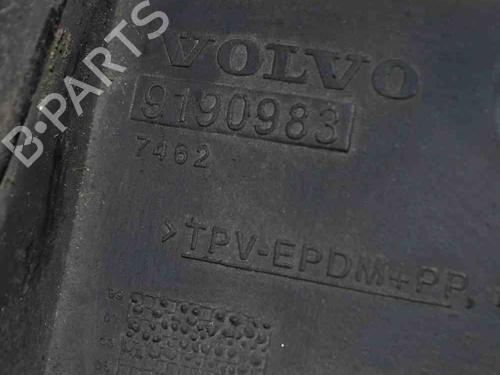 VOLVO
9190983
7462
>TPV-EPDM+PP,
B-PARTS